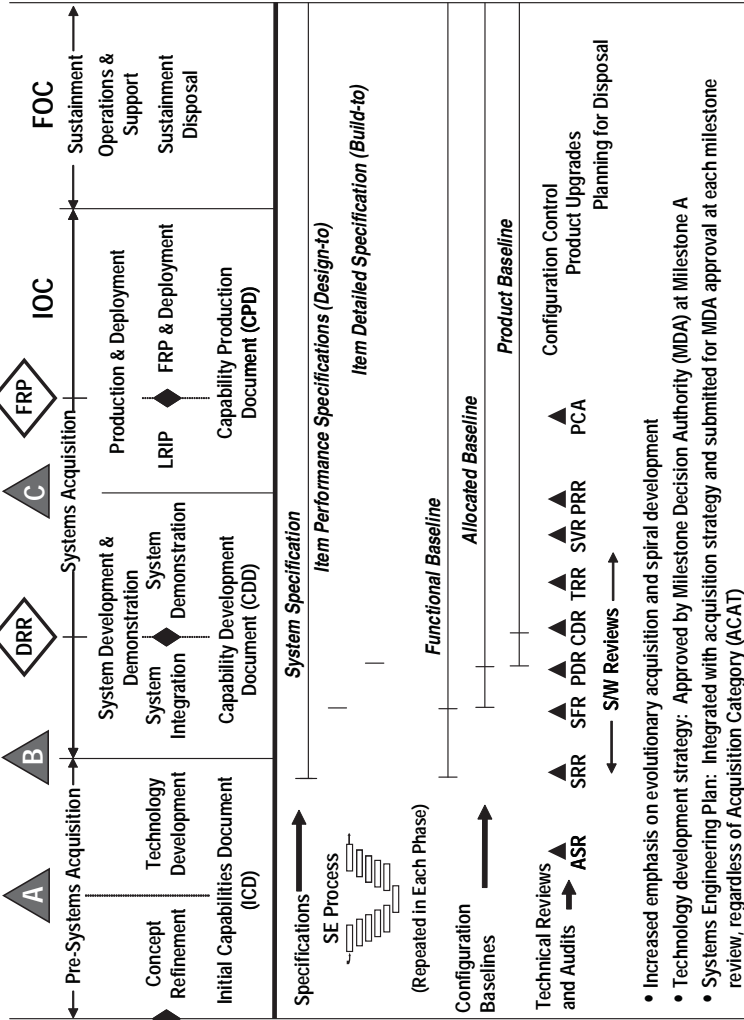 A
B
DRR
C
FRP
IOC
FOC
Pre-Systems Acquisition
Systems Acquisition
Sustainment
Concept
Refinement
Technology
Development
Initial Capabilities Document
(ICD)
System Development &
Demonstration
System
Integration
System
Demonstration
Capability Development
Document (CDD)
Production & Deployment
LRIP
FRP & Deployment
Capability Production
Document (CPD)
Operations &
Support
Sustainment
Disposal
Specifications
System Specification
Item Performance Specifications (Design-to)
Item Detailed Specification (Build-to)
SE Process
(Repeated in Each Phase)
Configuration
Baselines
Functional Baseline
Allocated Baseline
Product Baseline
Technical Reviews
and Audits
ASR SRR SFR PDR CDR TRR SVR PRR PCA
S/W Reviews
Configuration Control
Product Upgrades
Planning for Disposal
• Increased emphasis on evolutionary acquisition and spiral development
• Technology development strategy: Approved by Milestone Decision Authority (MDA) at Milestone A
• Systems Engineering Plan: Integrated with acquisition strategy and submitted for MDA approval at each milestone
review, regardless of Acquisition Category (ACAT)